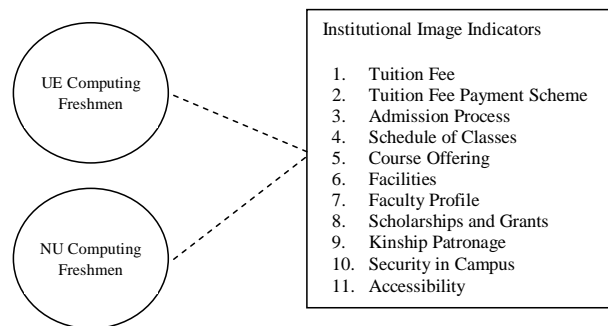 UE Computing
Freshmen
NU Computing
Freshmen
Institutional Image Indicators
1. Tuition Fee
2. Tuition Fee Payment Scheme
3. Admission Process
4. Schedule of Classes
5. Course Offering
6. Facilities
7. Faculty Profile
8. Scholarships and Grants
9. Kinship Patronage
10. Security in Campus
11. Accessibility